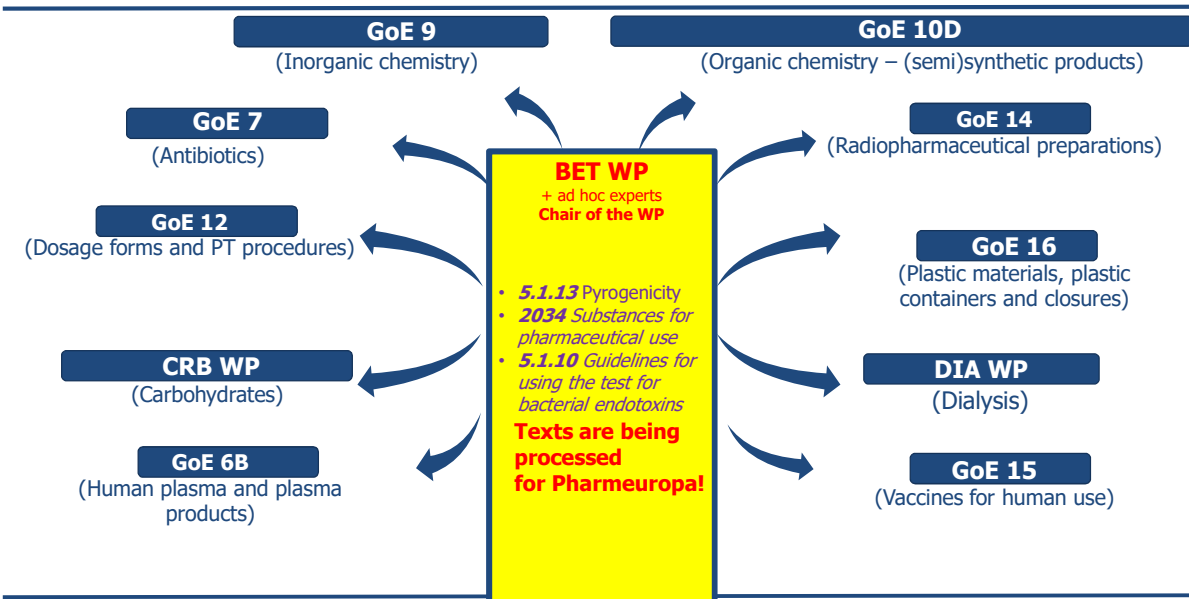 GoE 9
(Inorganic chemistry)
GoE 10D
(Organic chemistry – (semi)synthetic products)
GoE 7
(Antibiotics)
GoE 14
(Radiopharmaceutical preparations)
GoE 12
(Dosage forms and PT procedures)
GoE 16
(Plastic materials, plastic
containers and closures)
CRB WP
(Carbohydrates)
DIA WP
(Dialysis)
GoE 6B
(Human plasma and plasma
products)
GoE 15
(Vaccines for human use)
BET WP
+ ad hoc experts
Chair of the WP
• 5.1.13 Pyrogenicity
• 2034 Substances for
pharmaceutical use
• 5.1.10 Guidelines for
using the test for
bacterial endotoxins
Texts are being
processed
for Pharmeuropa!